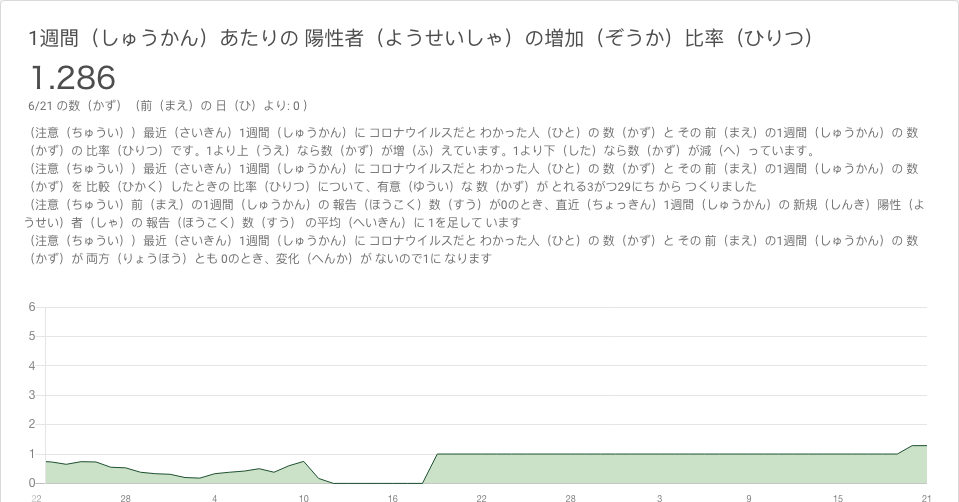 1週間（しゅうかん）あたりの 陽性者（ようせいしゃ）の増加（ぞうか）比率（ひりつ）
1.286
6/21 の数（かず）（前（まえ）の 日（ひ）より: 0 ）
（注意（ちゅうい））最近（さいきん）1週間（しゅうかん）に コロナウイルスだと わかった人（ひと）の 数（かず）と その 前（まえ）の1週間（しゅうかん）の 数
（かず）の 比率（ひりつ）です。1より上（うえ）なら数（かず）が増（ふ）えています。1より下（した）なら数（かず）が減（へ）っています。
（注意（ちゅうい））最近（さいきん）1週間（しゅうかん）に コロナウイルスだと わかった人（ひと）の 数（かず）と その 前（まえ）の1週間（しゅうかん）の 数
（かず）を 比較（ひかく）したときの 比率（ひりつ）について、有意（ゆうい）な 数（かず）が とれる3がつ29にち から つくりました
（注意（ちゅうい）前（まえ）の1週間（しゅうかん）の 報告（ほうこく）数（すう）が0のとき、直近（ちょっきん）1週間（しゅうかん）の 新規（しんき）陽性（よ
うせい）者（しゃ）の 報告（ほうこく）数（すう） の平均（へいきん）に 1を足して います
（注意（ちゅうい））最近（さいきん）1週間（しゅうかん）に コロナウイルスだと わかった人（ひと）の 数（かず）と その 前（まえ）の1週間（しゅうかん）の 数
（かず）が 両方（りょうほう）とも 0のとき、変化（へんか）が ないので1に なります
6
5
4
3
2
1
0
22 28 4 10 16 22 28 3 9 15 21